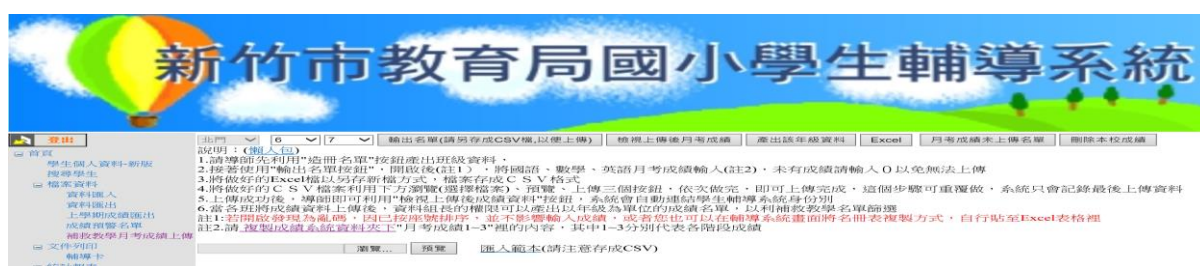 新竹市教育局國小學生輔導系統
登出
北門 6 7 輸出名單(請另存成CSV檔,以便上傳) 檢視上傳後月考成績 產出該年級資料 Excel 月考成績未上傳名單 刪除本校成績
首頁
學生個人資料-新版
搜尋學生
檔案資料
資料匯入
資料匯出
上學期成績匯出
成績預警名單
補救教學月考成績上傳
文件列印
輔導卡
說明：(懶人包)
1.請導師先利用"造冊名單"按鈕產出班級資料，
2.接著使用"輸出名單按鈕"，開啟後(註1），將國語、數學、英語月考成績輸入(註2)，未有成績請輸入０以免無法上傳
3.將做好的Excel檔以另存新檔方式，檔案存成ＣＳＶ格式
4.將做好的ＣＳＶ檔案利用下方瀏覽(選擇檔案)、預覽、上傳三個按鈕，依次做完，即可上傳完成，這個步驟可重覆做，系統只會記錄最後上傳資料
5.上傳成功後，導師即可利用"檢視上傳後成績資料"按鈕，系統會自動連結學生輔導系統身份別
6.當各班將成績資料上傳後，資料組長的權限可以產出以年級為單位的成績名單，以利補救教學名單篩選
註1:若開啟發現為亂碼，因已按座號排序，並不影響輸入成績，或者您也可以在輔導系統畫面將名冊表複製方式，自行貼至Excel表格裡
註2.請 複製成績系統資料夾下"月考成績1~3"裡的內容，其中1~3分別代表各階段成績
瀏覽... 預覽 匯入範本(請注意存成CSV)